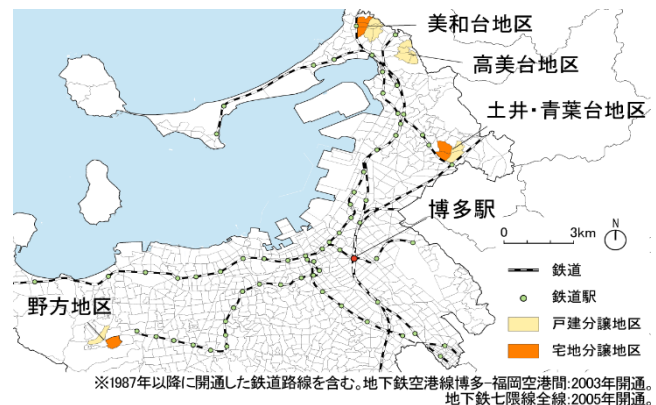 美和台地区
高美台地区
土井・青葉台地区
博多駅
0 3km N
鉄道
鉄道駅
野方地区
戸建分譲地区
宅地分譲地区
※1987年以降に開通した鉄道路線を含む。地下鉄空港線博多-福岡空港間:2003年開通。
地下鉄七隈線全線:2005年開通。